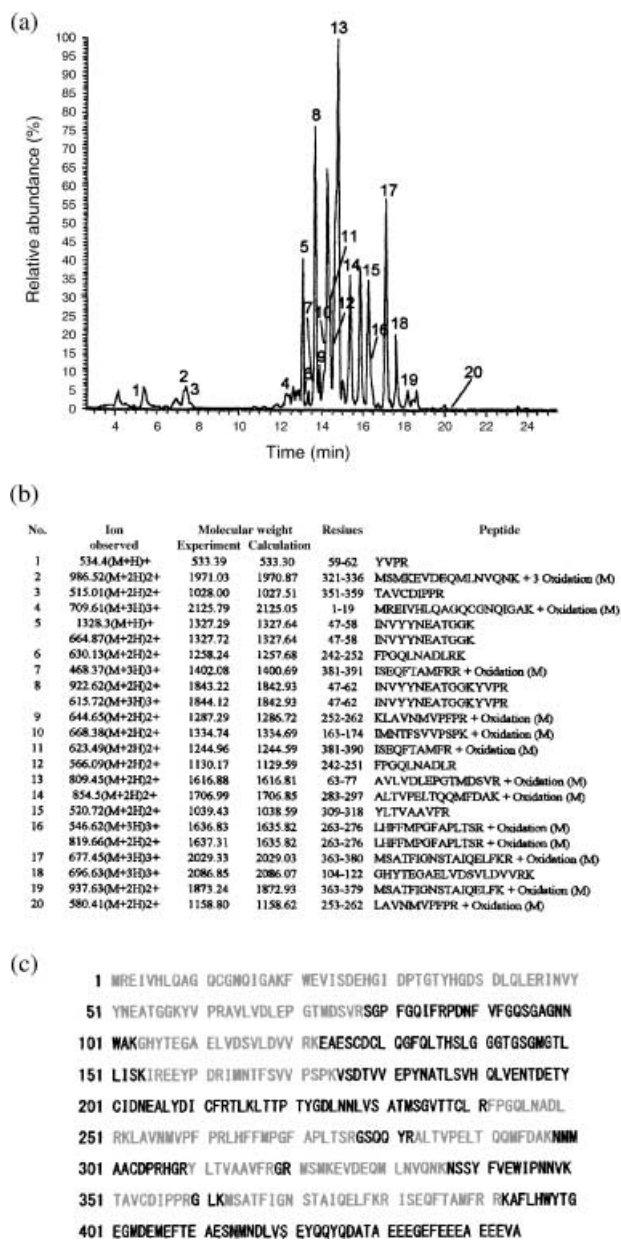 (a)
Relative abundance (%)
100
95
90
85
80
75
70
65
60
55
50
45
40
35
30
25
20
15
10
5
0
13
8
17
5
11
14
15
7
10
12
16
18
6
9
4
19
20
1
2
3
4 6 8 10 12 14 16 18 20 22 24
Time (min)
(b)
No. Ion Molecular weight Resiues Peptide
observed Experiment Calculation
1 534.4(M+H)+ 533.39 533.30 59-62 YVPR
2 986.52(M+2H)2+ 1971.03 1970.87 321-336 MSMKEVDEQMLNVQNK + 3 Oxidation (M)
3 515.01(M+2H)2+ 1028.00 1027.51 351-359 TAVCDIPPR
4 709.61(M+3H)3+ 2125.79 2125.05 1-19 MREIVHLQAGQCGNQIGAK + Oxidation (M)
5 1328.3(M+H)+ 1327.29 1327.64 47-58 INVYYNEATGGK
664.87(M+2H)2+ 1327.72 1327.64 47-58 INVYYNEATGGK
6 630.13(M+2H)2+ 1258.24 1257.68 242-252 FPGQLNADLRK
7 468.37(M+3H)3+ 1402.08 1400.69 381-391 ISEQFTAMFRR + Oxidation (M)
8 922.62(M+2H)2+ 1843.22 1842.93 47-62 INVYYNEATGGKYVPR
615.72(M+3H)3+ 1844.12 1842.93 47-62 INVYYNEATGGKYVPR
9 644.65(M+2H)2+ 1287.29 1286.72 252-262 KLAVNMVPFPR + Oxidation (M)
10 668.38(M+2H)2+ 1334.74 1334.69 163-174 IMNTFSVVPSPK + Oxidation (M)
11 623.49(M+2H)2+ 1244.96 1244.59 381-390 ISEQFTAMFR + Oxidation (M)
12 566.09(M+2H)2+ 1130.17 1129.59 242-251 FPGQLNADLR
13 809.45(M+2H)2+ 1616.88 1616.81 63-77 AVLVDLEPGTMDSVR + Oxidation (M)
14 854.5(M+2H)2+ 1706.99 1706.85 283-297 ALTVPELTQQMFDAK + Oxidation (M)
15 520.72(M+2H)2+ 1039.43 1038.59 309-318 YLTVAAVFR
16 546.62(M+3H)3+ 1636.83 1635.82 263-276 LHFFMPGFAPLTSR + Oxidation (M)
819.66(M+2H)2+ 1637.31 1635.82 263-276 LHFFMPGFAPLTSR + Oxidation (M)
17 677.45(M+3H)3+ 2029.33 2029.03 363-380 MSATFIGNSTAIQELFKR + Oxidation (M)
18 696.63(M+3H)3+ 2086.85 2086.07 104-122 GHYTEGAELVDSVLDVVRK
19 937.63(M+2H)2+ 1873.24 1872.93 363-379 MSATFIGNSTAIQELFK + Oxidation (M)
20 580.41(M+2H)2+ 1158.80 1158.62 253-262 LAVNMVPFPR + Oxidation (M)
(c)
1 MREIVHLQAG QCGNQIGAKF WEVISDEHGI DPTGTYHGDS DLQLERINVY
51 YNEATGGKYV PRAVLVDLEP GTMDSVRSGP FGQIFRPDNF VFGQSGAGNN
101 WAKGHYTEGA ELVDSVLDVV RKEAESCDCL QGFQLTHSLG GGTGSGMGTL
151 LISKIREEYP DRIMNTFSVV PSPKVSDTVV EPYNATLSVH QLVENTDETY
201 CIDNEALYDI CFRTLKLTTP TYGDLNNLVS ATMSGVTTCL RFPGQLNADL
251 RKLAVNMVPF PRLHFFMPGF APLTSRGSQQ YRALTVPELT QQMFDAKNNM
301 AACDPRHGRY LTVAAVFRGR MSMKEVDEQM LNVQNKNSSY FVEWIPNNVK
351 TAVCDIPPRG LKMSATFIGN STAIQELFKR ISEQFTAMFR RKAFLHWYTG
401 EGMDEMEFTE AESNMNDLVS EYQQYQDATA EEEGEFEEEA EEEVA